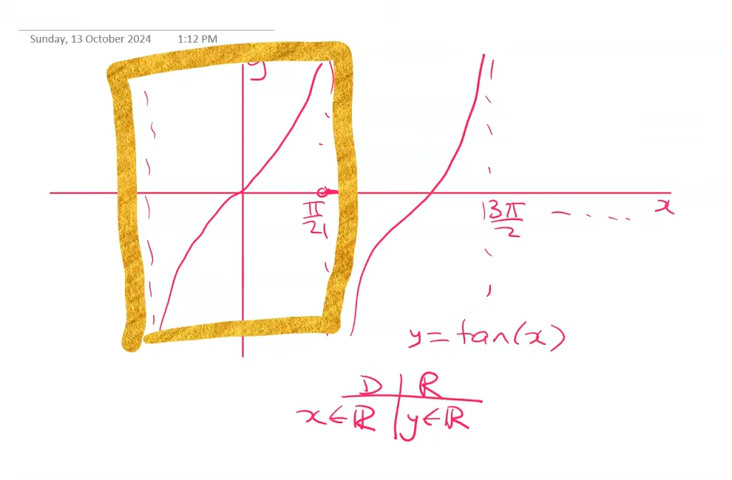 Sunday, 13 October 2024 1:12 PM
y
π/2
3π/2 - . . . .
x
y = tan(x)
D | R
x ∈ ℝ | y ∈ ℝ